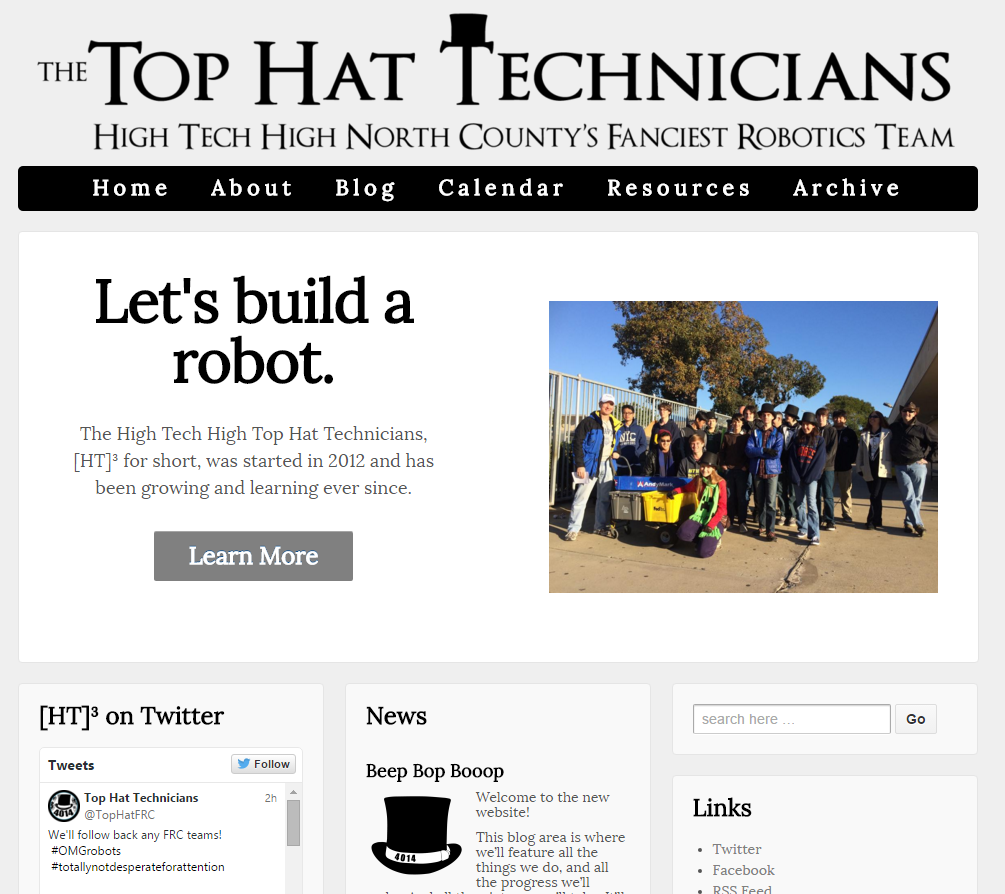 THE TOP HAT TECHNICIANS
HIGH TECH HIGH NORTH COUNTY'S FANCIEST ROBOTICS TEAM
Home About Blog Calendar Resources Archive
Let's build a
robot.
The High Tech High Top Hat Technicians,
[HT]³ for short, was started in 2012 and has
been growing and learning ever since.
Learn More
NYC
AndyMark
FedEx
[HT]³ on Twitter
Tweets
Follow
4014
Top Hat Technicians
2h
@TopHatFRC
We'll follow back any FRC teams!
#OMGrobots
#totallynotdesperateforattention
News
Beep Bop Booop
4014
Welcome to the new
website!
This blog area is where
we'll feature all the
things we do, and all
the progress we'll
search here ...
Go
Links
Twitter
Facebook
RSS Feed